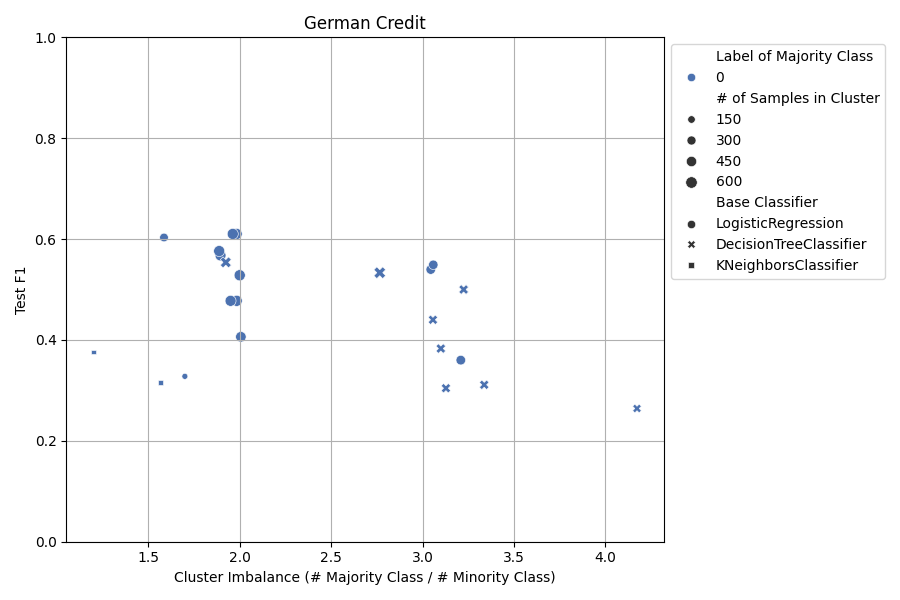 German Credit
1.0
0.8
0.6
0.4
0.2
0.0
Test F1
1.5
2.0
2.5
3.0
3.5
4.0
Cluster Imbalance (# Majority Class / # Minority Class)
Label of Majority Class
0
# of Samples in Cluster
150
300
450
600
Base Classifier
LogisticRegression
DecisionTreeClassifier
KNeighborsClassifier